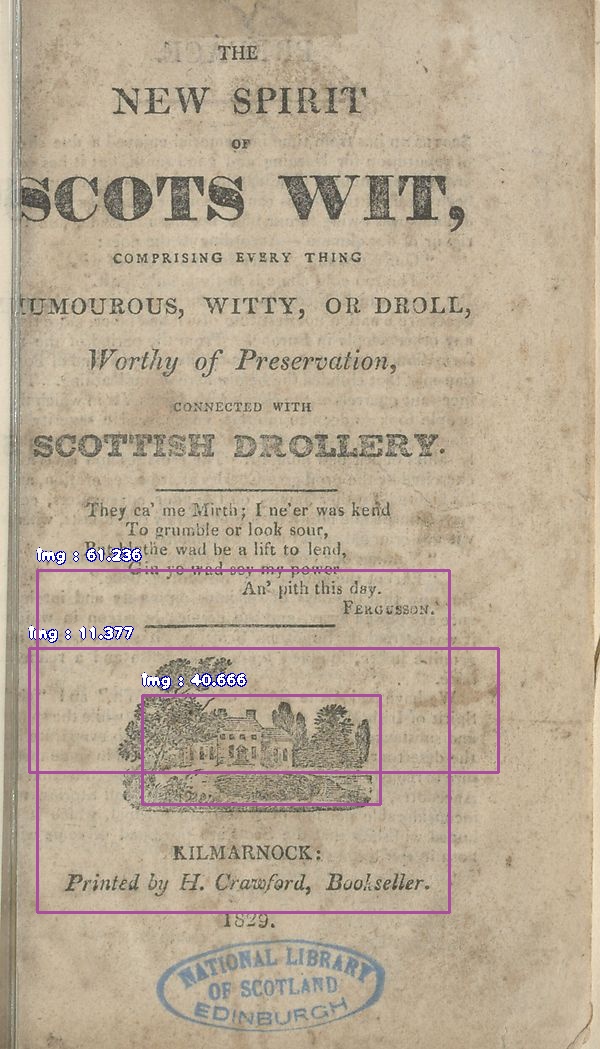 THE
NEW SPIRIT
OF
SCOTS WIT,
COMPRISING EVERY THING
HUMOUROUS, WITTY, OR DROLL,
Worthy of Preservation,
CONNECTED WITH
SCOTTISH DROLLERY.
They ca' me Mirth; I ne'er was kend
To grumble or look sour,
But blythe wad be a lift to lend,
img : 61.236
Gin ye wad sey my power
An' pith this day.
FERGUSSON.
img : 11.377
img : 40.666
KILMARNOCK:
Printed by H. Crawford, Bookseller.
1829.
NATIONAL LIBRARY
OF SCOTLAND
EDINBURGH